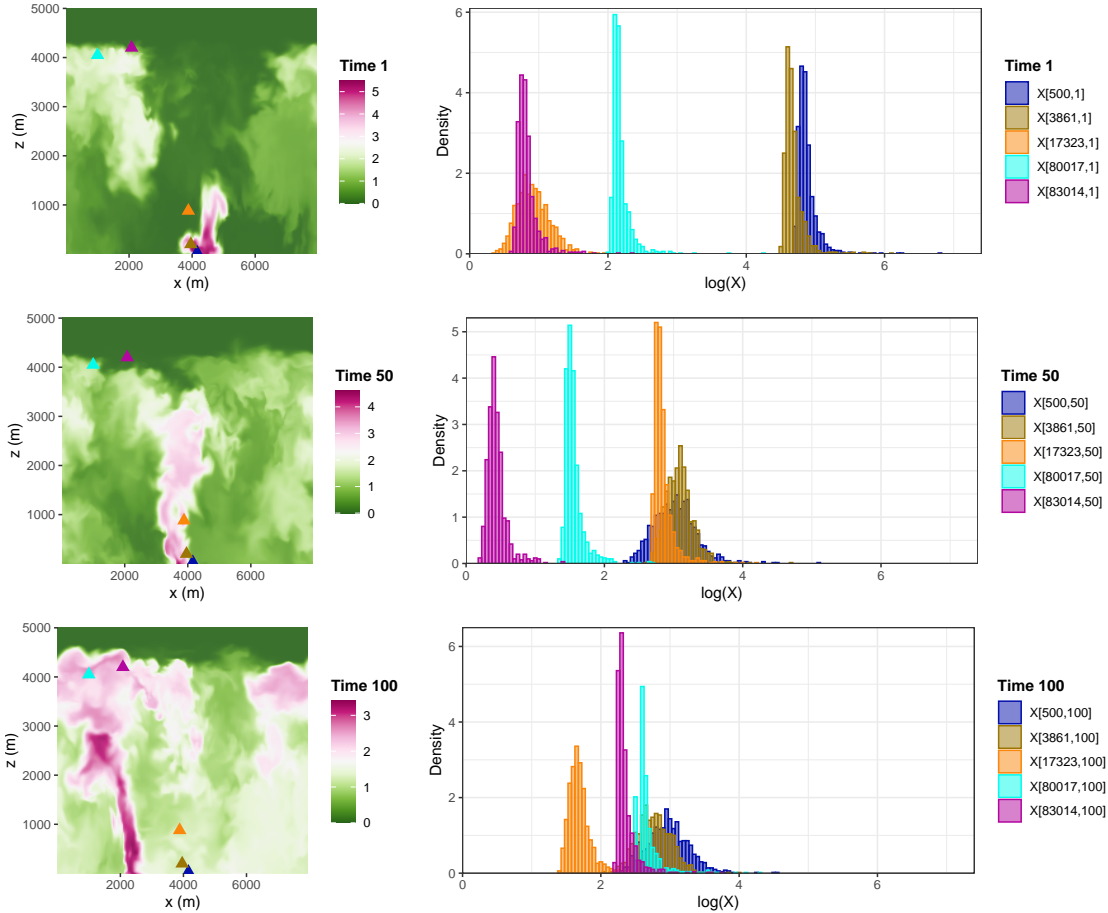 5000
4000
3000
2000
1000
z (m)
2000 4000 6000
x (m)
Time 1
5
4
3
2
1
0
6
4
2
0
Density
0 2 4 6
log(X)
Time 1
X[500,1]
X[3861,1]
X[17323,1]
X[80017,1]
X[83014,1]
5000
4000
3000
2000
1000
z (m)
2000 4000 6000
x (m)
Time 50
4
3
2
1
0
5
4
3
2
1
0
Density
0 2 4 6
log(X)
Time 50
X[500,50]
X[3861,50]
X[17323,50]
X[80017,50]
X[83014,50]
5000
4000
3000
2000
1000
z (m)
2000 4000 6000
x (m)
Time 100
3
2
1
0
6
4
2
0
Density
0 2 4 6
log(X)
Time 100
X[500,100]
X[3861,100]
X[17323,100]
X[80017,100]
X[83014,100]